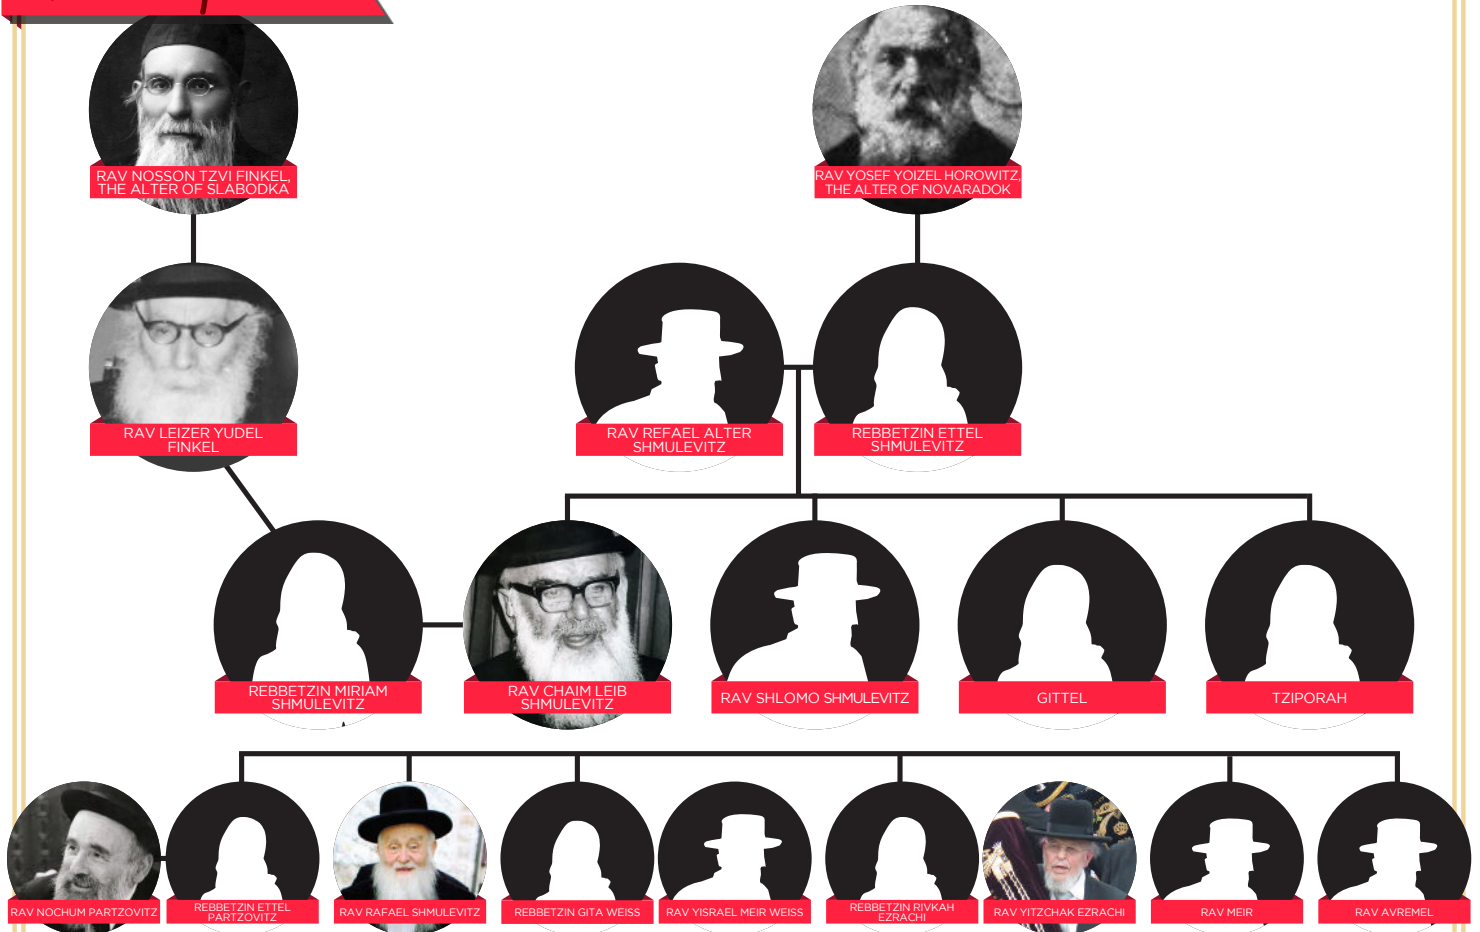 RAV NOSSON TZVI FINKEL,
THE ALTER OF SLABODKA
RAV YOSEF YOIZEL HOROWITZ,
THE ALTER OF NOVARADOK
RAV LEIZER YUDEL
FINKEL
RAV REFAEL ALTER
SHMULEVITZ
REBBETZIN ETTEL
SHMULEVITZ
REBBETZIN MIRIAM
SHMULEVITZ
RAV CHAIM LEIB
SHMULEVITZ
RAV SHLOMO SHMULEVITZ
GITTEL
TZIPORAH
RAV NOCHUM PARTZOVITZ
REBBETZIN ETTEL
PARTZOVITZ
RAV RAFAEL SHMULEVITZ
REBBETZIN GITA WEISS
RAV YISRAEL MEIR WEISS
REBBETZIN RIVKAH
EZRACHI
RAV YITZCHAK EZRACHI
RAV MEIR
RAV AVREMEL